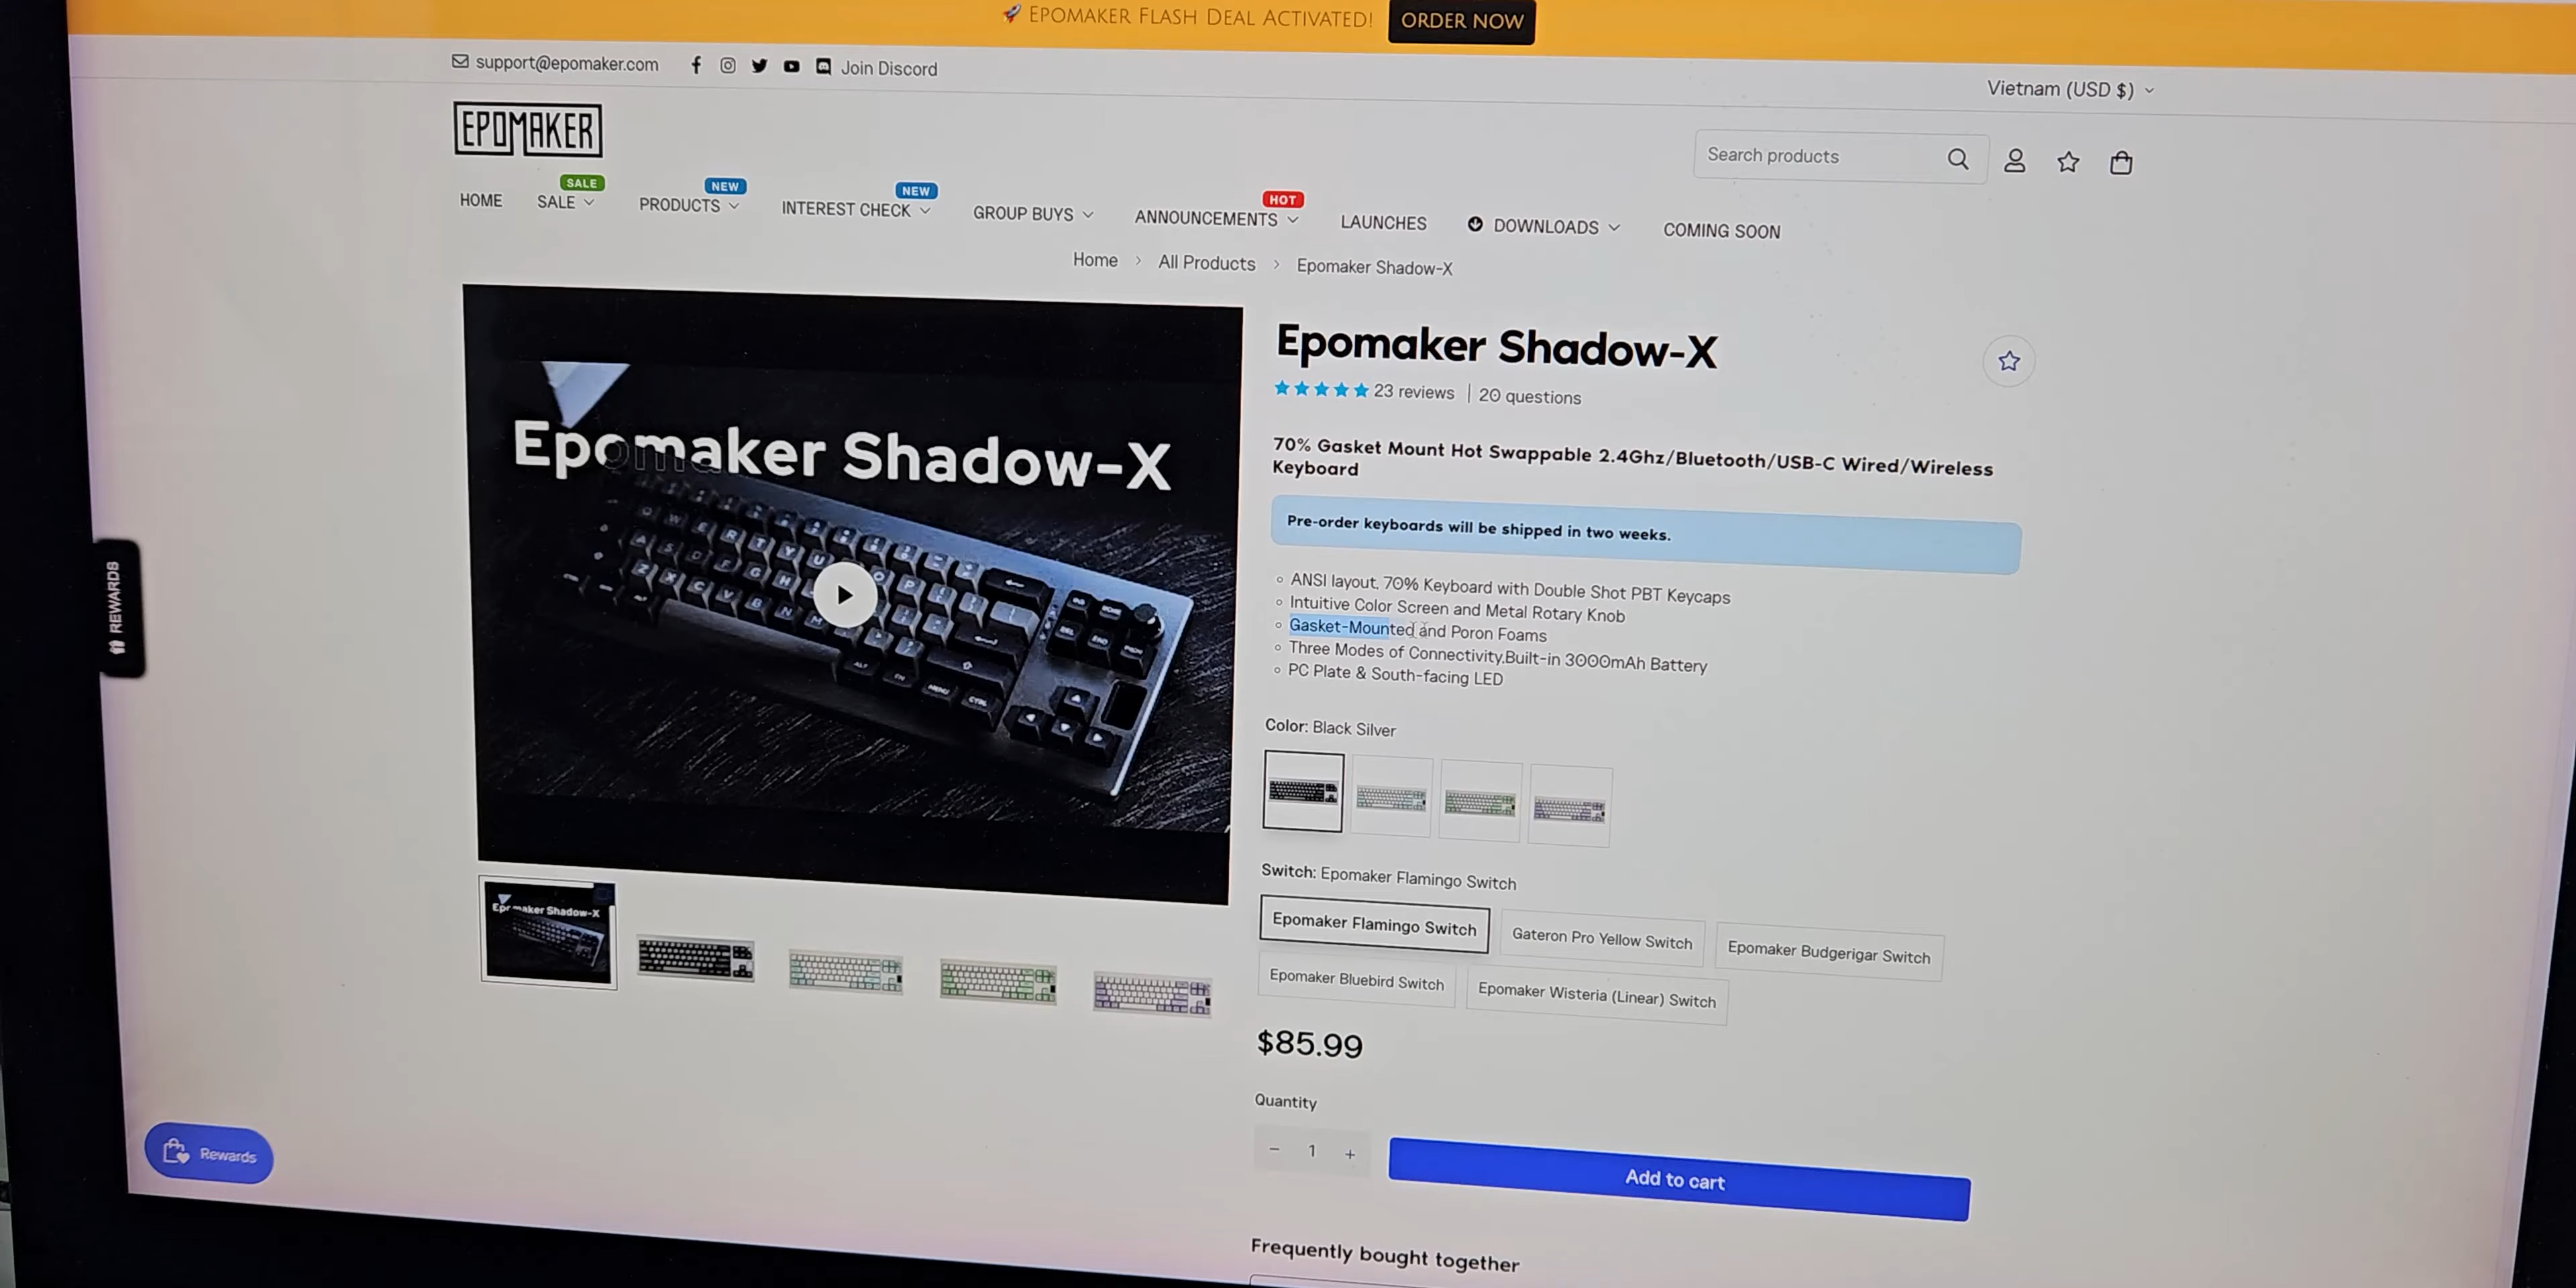 🚀 EPOMAKER FLASH DEAL ACTIVATED! ORDER NOW
support@epomaker.com Join Discord
Vietnam (USD $)
EPOMAKER
Search products
SALE NEW NEW HOT
HOME SALE PRODUCTS INTEREST CHECK GROUP BUYS ANNOUNCEMENTS LAUNCHES DOWNLOADS COMING SOON
Home > All Products > Epomaker Shadow-X
Epomaker Shadow-X
Epomaker Shadow-X
23 reviews | 20 questions
70% Gasket Mount Hot Swappable 2.4Ghz/Bluetooth/USB-C Wired/Wireless
Keyboard
Pre-order keyboards will be shipped in two weeks.
ANSI layout, 70% Keyboard with Double Shot PBT Keycaps
Intuitive Color Screen and Metal Rotary Knob
Gasket-Mounted and Poron Foams
Three Modes of Connectivity,Built-in 3000mAh Battery
PC Plate & South-facing LED
Color: Black Silver
Switch: Epomaker Flamingo Switch
Epomaker Flamingo Switch
Gateron Pro Yellow Switch
Epomaker Budgerigar Switch
Epomaker Bluebird Switch
Epomaker Wisteria (Linear) Switch
$85.99
Quantity
− 1 +
Add to cart
Frequently bought together
REWARDS
Rewards
Epomaker Shadow-X